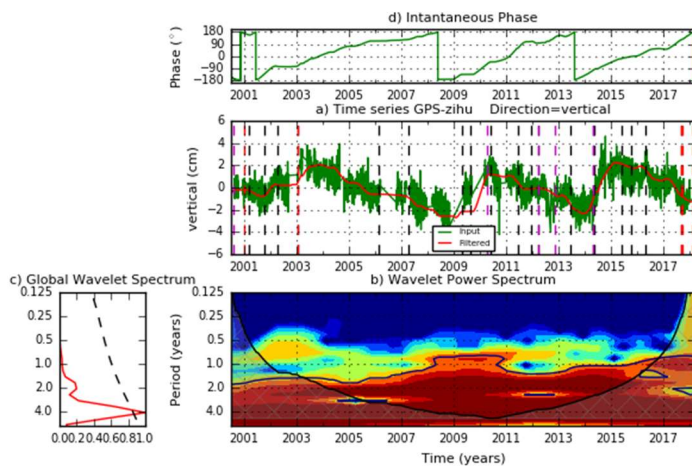 d) Intantaneous Phase
Phase (°)
180
90
0
−90
−180
2001 2003 2005 2007 2009 2011 2013 2015 2017
a) Time series GPS-zihu Direction=vertical
vertical (cm)
6
4
2
0
−2
−4
−6
Input
Filtered
2001 2003 2005 2007 2009 2011 2013 2015 2017
c) Global Wavelet Spectrum
0.125
0.25
0.5
1.0
2.0
4.0
0.00.20.40.60.81.0
b) Wavelet Power Spectrum
Period (years)
0.125
0.25
0.5
1.0
2.0
4.0
2001 2003 2005 2007 2009 2011 2013 2015 2017
Time (years)